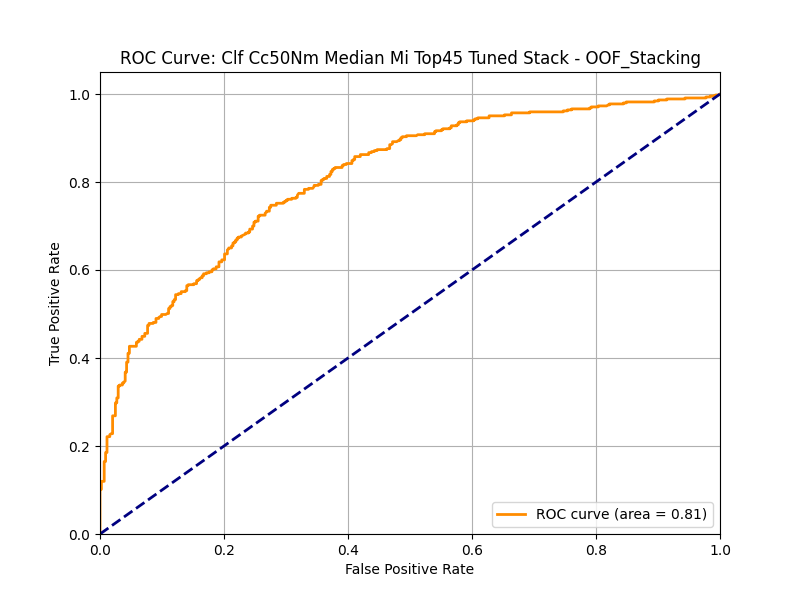 ROC Curve: Clf Cc50Nm Median Mi Top45 Tuned Stack - OOF_Stacking
True Positive Rate
1.0
0.8
0.6
0.4
0.2
0.0
ROC curve (area = 0.81)
0.0 0.2 0.4 0.6 0.8 1.0
False Positive Rate